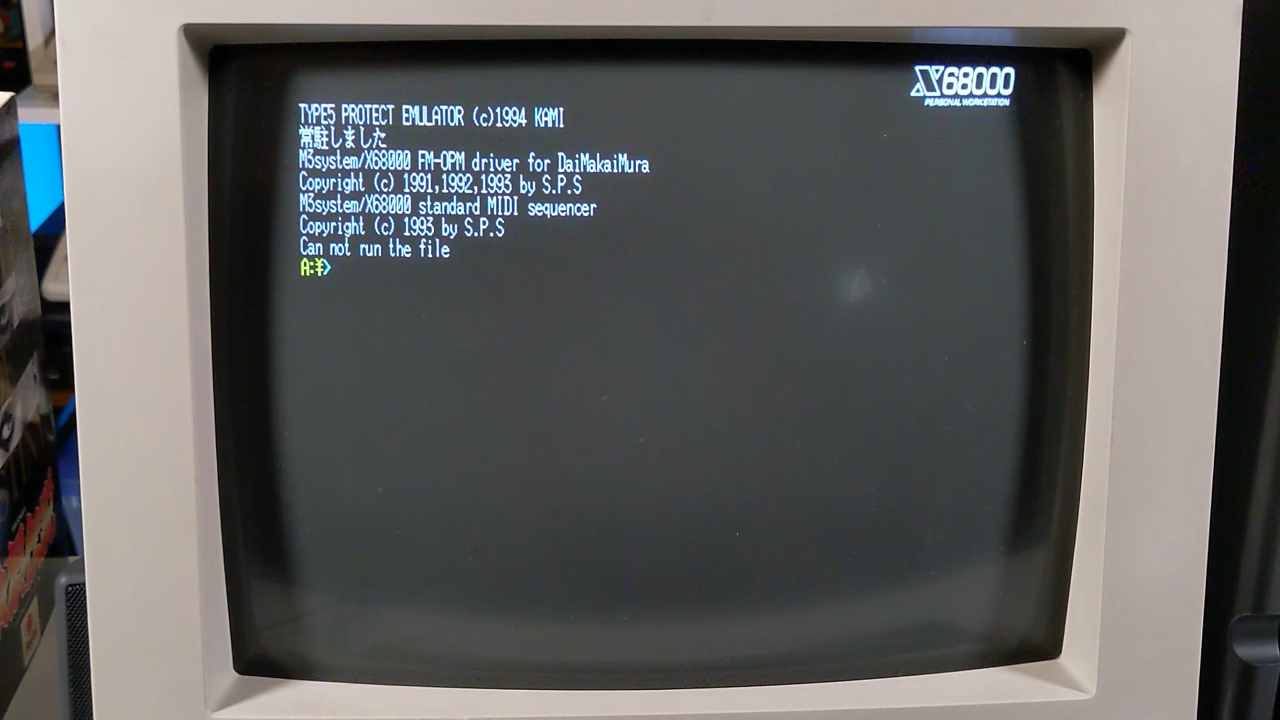 X68000
PERSONAL WORKSTATION
TYPE5 PROTECT EMULATOR (c)1994 KAMI
常駐しました
M3system/X68000 FM-OPM driver for DaiMakaiMura
Copyright (c) 1991,1992,1993 by S.P.S
M3system/X68000 standard MIDI sequencer
Copyright (c) 1993 by S.P.S
Can not run the file
A:¥>